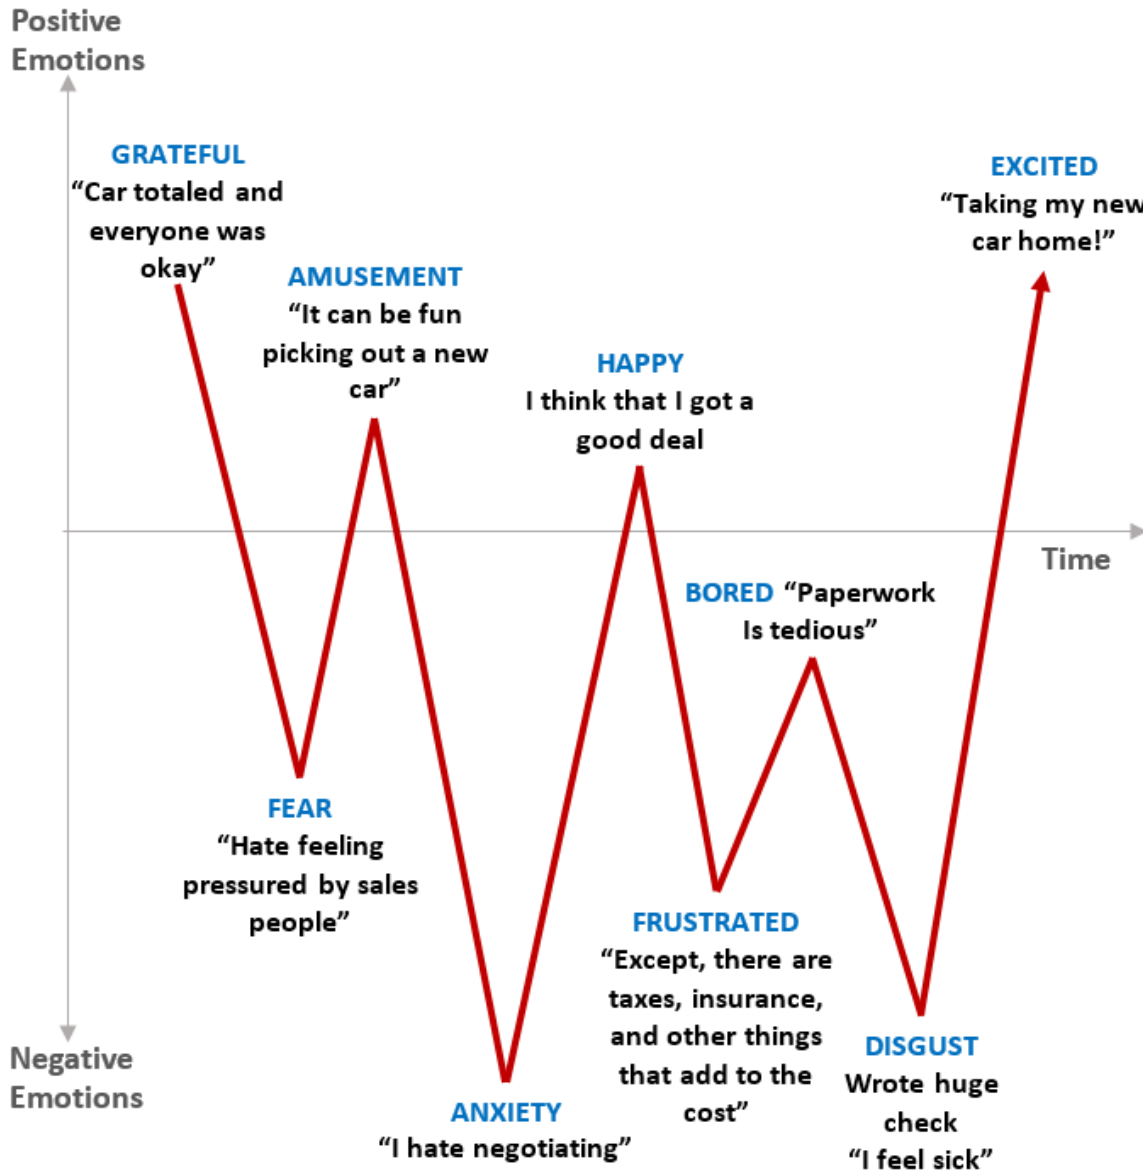 Positive
Emotions
GRATEFUL
“Car totaled and
everyone was
okay”
AMUSEMENT
“It can be fun
picking out a new
car”
HAPPY
I think that I got a
good deal
EXCITED
“Taking my new
car home!”
Time
BORED “Paperwork
Is tedious”
FEAR
“Hate feeling
pressured by sales
people”
FRUSTRATED
“Except, there are
taxes, insurance,
and other things
that add to the
cost”
DISGUST
Wrote huge
check
“I feel sick”
ANXIETY
“I hate negotiating”
Negative
Emotions